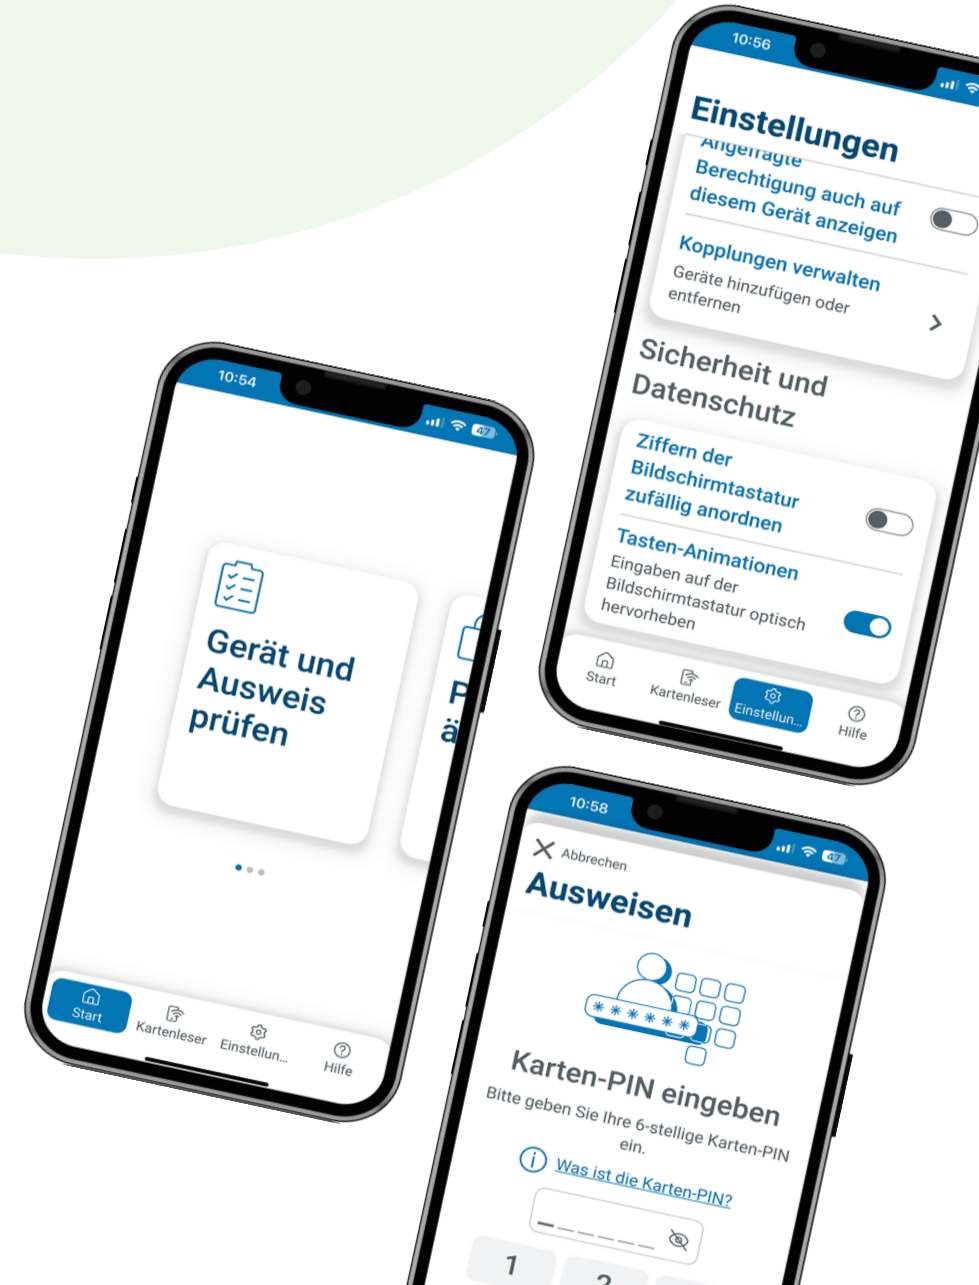 10:56
Einstellungen
Angefragte
Berechtigung auch auf
diesem Gerät anzeigen
Kopplungen verwalten
Geräte hinzufügen oder
entfernen
Sicherheit und
Datenschutz
Ziffern der
Bildschirmtastatur
zufällig anordnen
Tasten-Animationen
Eingaben auf der
Bildschirmtastatur optisch
hervorheben
Start
Kartenleser
Einstellun...
Hilfe
10:54
47
Gerät und
Ausweis
prüfen
P
ä
Start
Kartenleser
Einstellun...
Hilfe
10:58
47
Abbrechen
Ausweisen
******
Karten-PIN eingeben
Bitte geben Sie Ihre 6-stellige Karten-PIN
ein.
Was ist die Karten-PIN?
1
2